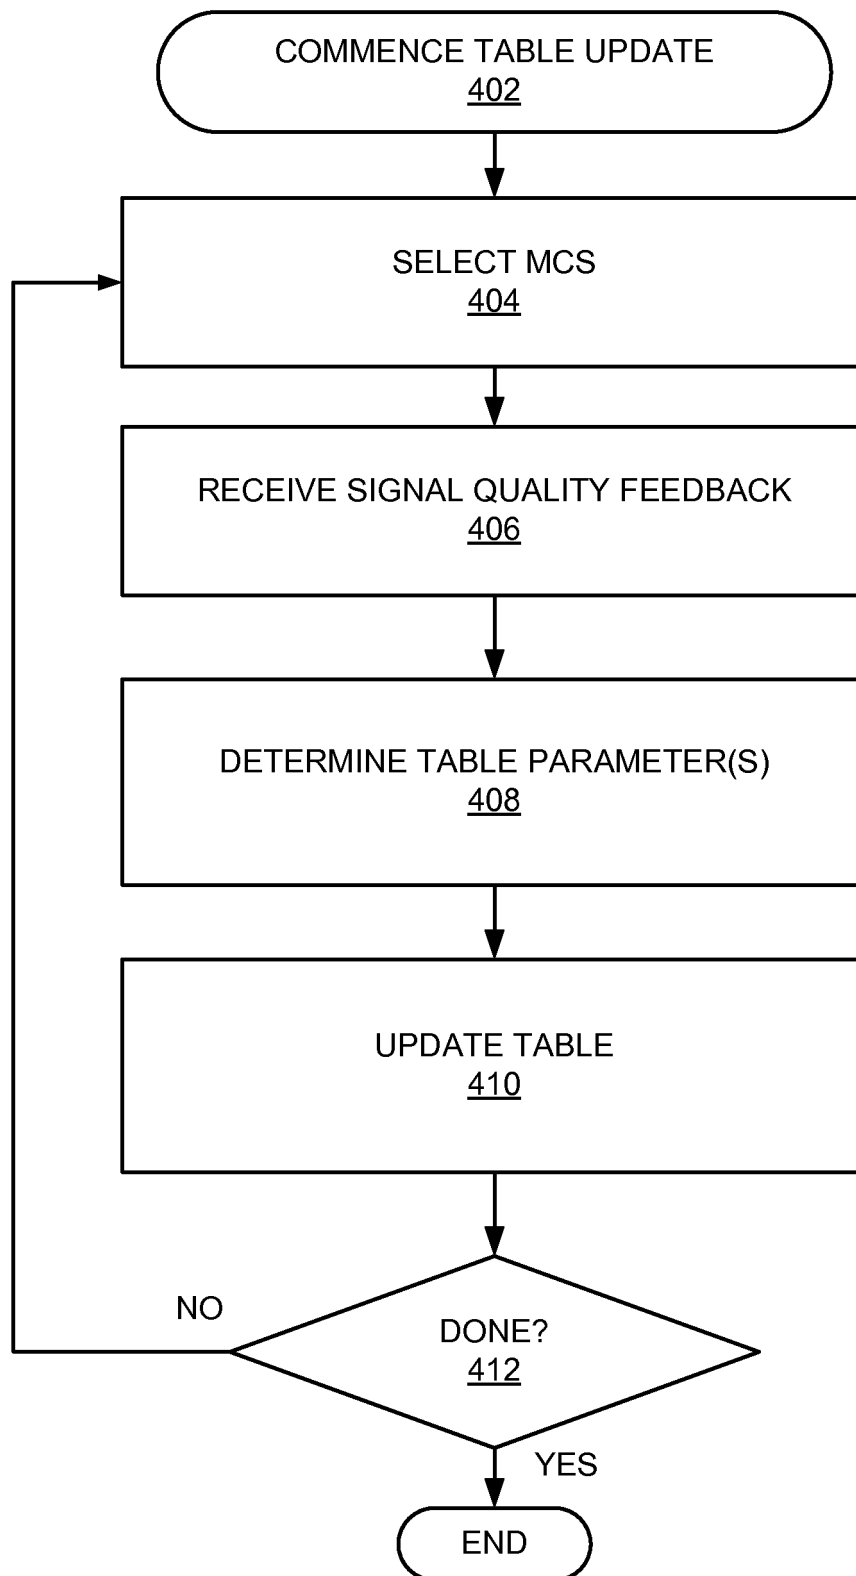 COMMENCE TABLE UPDATE
402
SELECT MCS
404
RECEIVE SIGNAL QUALITY FEEDBACK
406
DETERMINE TABLE PARAMETER(S)
408
UPDATE TABLE
410
NO
DONE?
412
YES
END